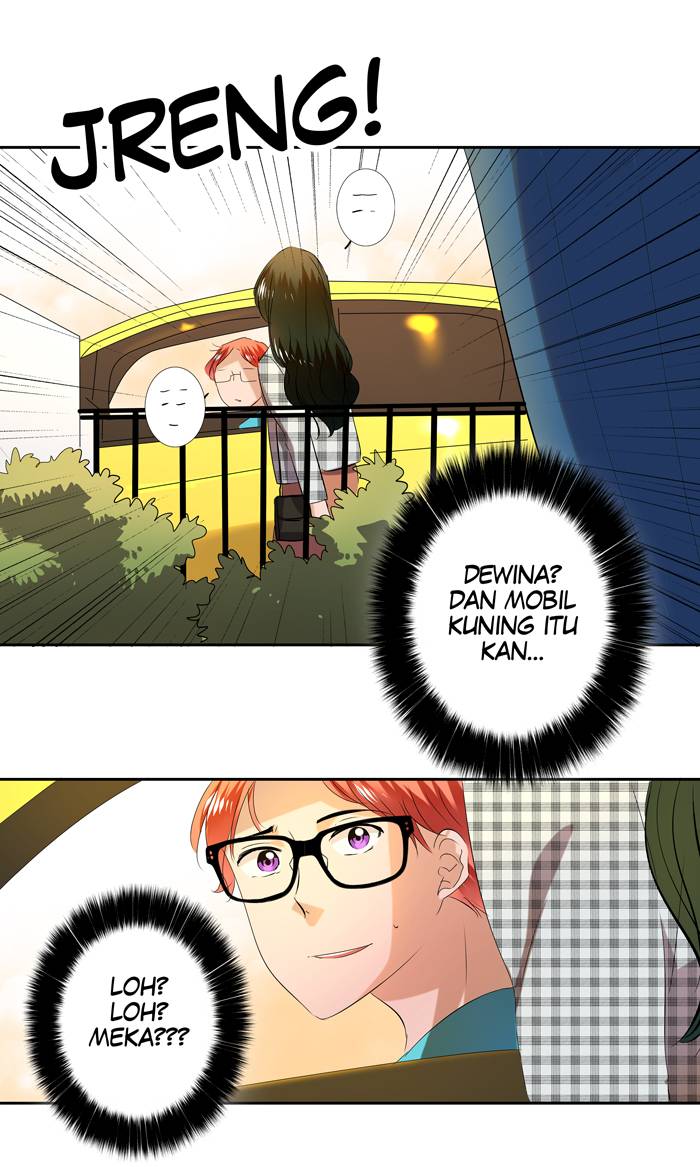 JRENG!
DEWINA?
DAN MOBIL
KUNING ITU
KAN...
LOH?
LOH?
MEKA???